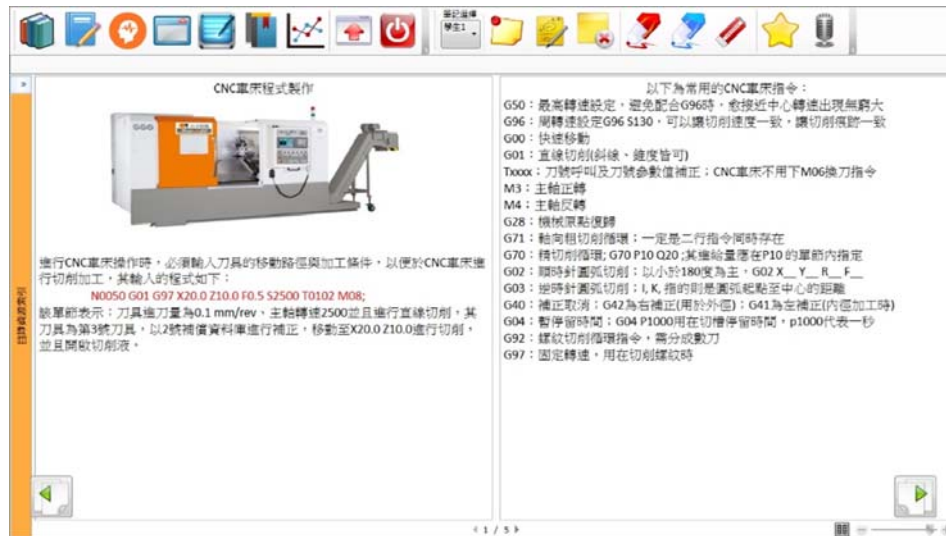 筆記選擇
學生1
CNC車床程式製作
進行CNC車床操作時，必須輸入刀具的移動路徑與加工條件，以便於CNC車床進
行切削加工，其輸入的程式如下：
N0050 G01 G97 X20.0 Z10.0 F0.5 S2500 T0102 M08;
該單節表示：刀具進刀量為0.1 mm/rev、主軸轉速2500並且進行直線切削，其
刀具為第3號刀具，以2號補償資料庫進行補正，移動至X20.0 Z10.0進行切削，
並且開啟切削液。
以下為常用的CNC車床指令：
G50：最高轉速設定，避免配合G96時，愈接近中心轉速出現無窮大
G96：周轉速設定G96 S130，可以讓切削速度一致，讓切削痕跡一致
G00：快速移動
G01：直線切削(斜線、錐度皆可)
Txxxx：刀號呼叫及刀號參數值補正；CNC車床不用下M06換刀指令
M3：主軸正轉
M4：主軸反轉
G28：機械原點復歸
G71：軸向粗切削循環；一定是二行指令同時存在
G70：精切削循環; G70 P10 Q20 ;其進給量應在P10 的單節內指定
G02：順時針圓弧切削：以小於180度為主，G02 X__ Y__ R__ F__
G03：逆時針圓弧切削：I, K, 指的則是圓弧起點至中心的距離
G40：補正取消；G42為右補正(用於外徑)；G41為左補正(內徑加工時)
G04：暫停留時間；G04 P1000用在切槽停留時間，p1000代表一秒
G92：螺紋切削循環指令，需分成數刀
G97：固定轉速，用在切削螺紋時
1 / 5